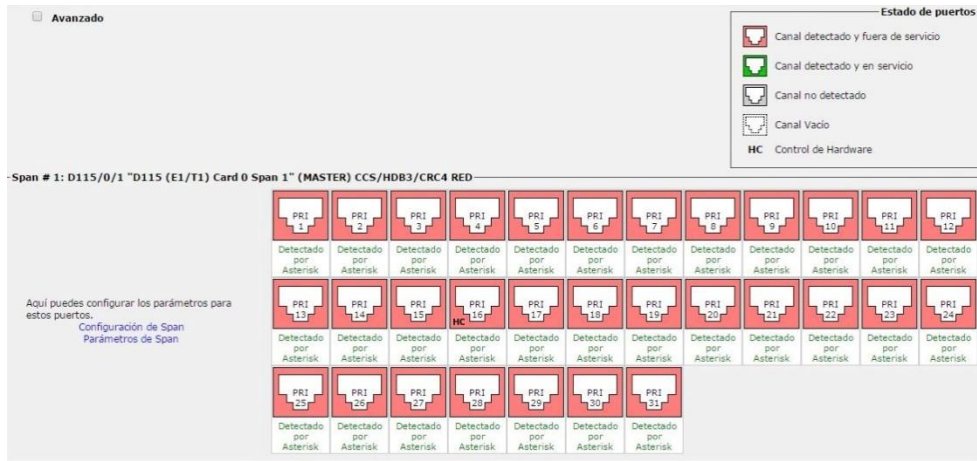 Avanzado
Estado de puertos
Canal detectado y fuera de servicio
Canal detectado y en servicio
Canal no detectado
Canal Vacío
HC Control de Hardware
Span # 1: D115/0/1 "D115 (E1/T1) Card 0 Span 1" (MASTER) CCS/HDB3/CRC4 RED
Aquí puedes configurar los parámetros para
estos puertos.
Configuración de Span
Parámetros de Span
PRI PRI PRI PRI PRI PRI PRI PRI PRI PRI PRI PRI
1 2 3 4 5 6 7 8 9 10 11 12
Detectado Detectado Detectado Detectado Detectado Detectado Detectado Detectado Detectado Detectado Detectado Detectado
por por por por por por por por por por por por
Asterisk Asterisk Asterisk Asterisk Asterisk Asterisk Asterisk Asterisk Asterisk Asterisk Asterisk Asterisk
PRI PRI PRI PRI PRI PRI PRI PRI PRI PRI PRI PRI
13 14 15 HC 16 17 18 19 20 21 22 23 24
Detectado Detectado Detectado Detectado Detectado Detectado Detectado Detectado Detectado Detectado Detectado Detectado
por por por por por por por por por por por por
Asterisk Asterisk Asterisk Asterisk Asterisk Asterisk Asterisk Asterisk Asterisk Asterisk Asterisk Asterisk
PRI PRI PRI PRI PRI PRI PRI
25 26 27 28 29 30 31
Detectado Detectado Detectado Detectado Detectado Detectado Detectado
por por por por por por por
Asterisk Asterisk Asterisk Asterisk Asterisk Asterisk Asterisk